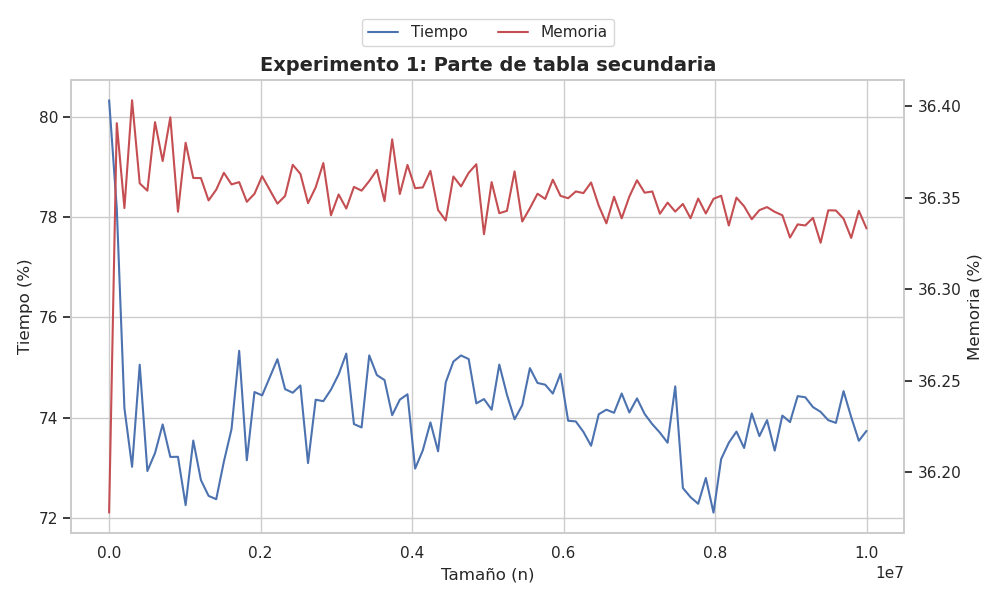 Tiempo Memoria
Experimento 1: Parte de tabla secundaria
Tiempo (%)
80
78
76
74
72
36.40
36.35
36.30
36.25
36.20
Memoria (%)
0.0 0.2 0.4 0.6 0.8 1.0
1e7
Tamaño (n)